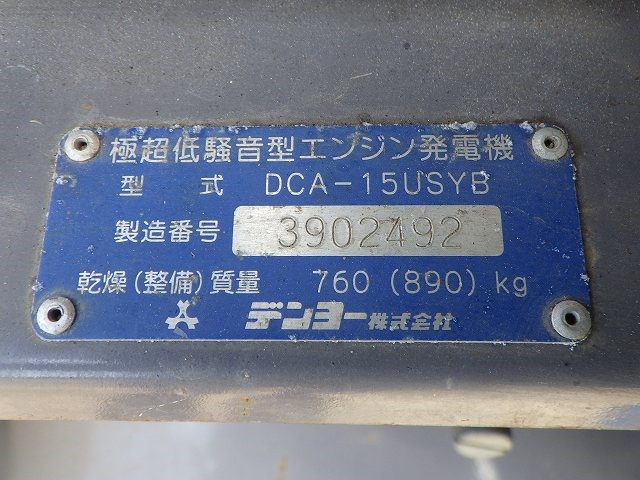 極超低騒音型エンジン発電機
型 式 DCA-15USYB
製造番号 3902492
乾燥(整備)質量 760 (890) kg
デンヨー株式会社